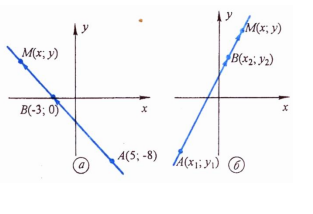 y
M(x; y)
B(-3; 0)
x
A(5; -8)
а
y
M(x; y)
B(x₂; y₂)
x
A(x₁; y₁)
б